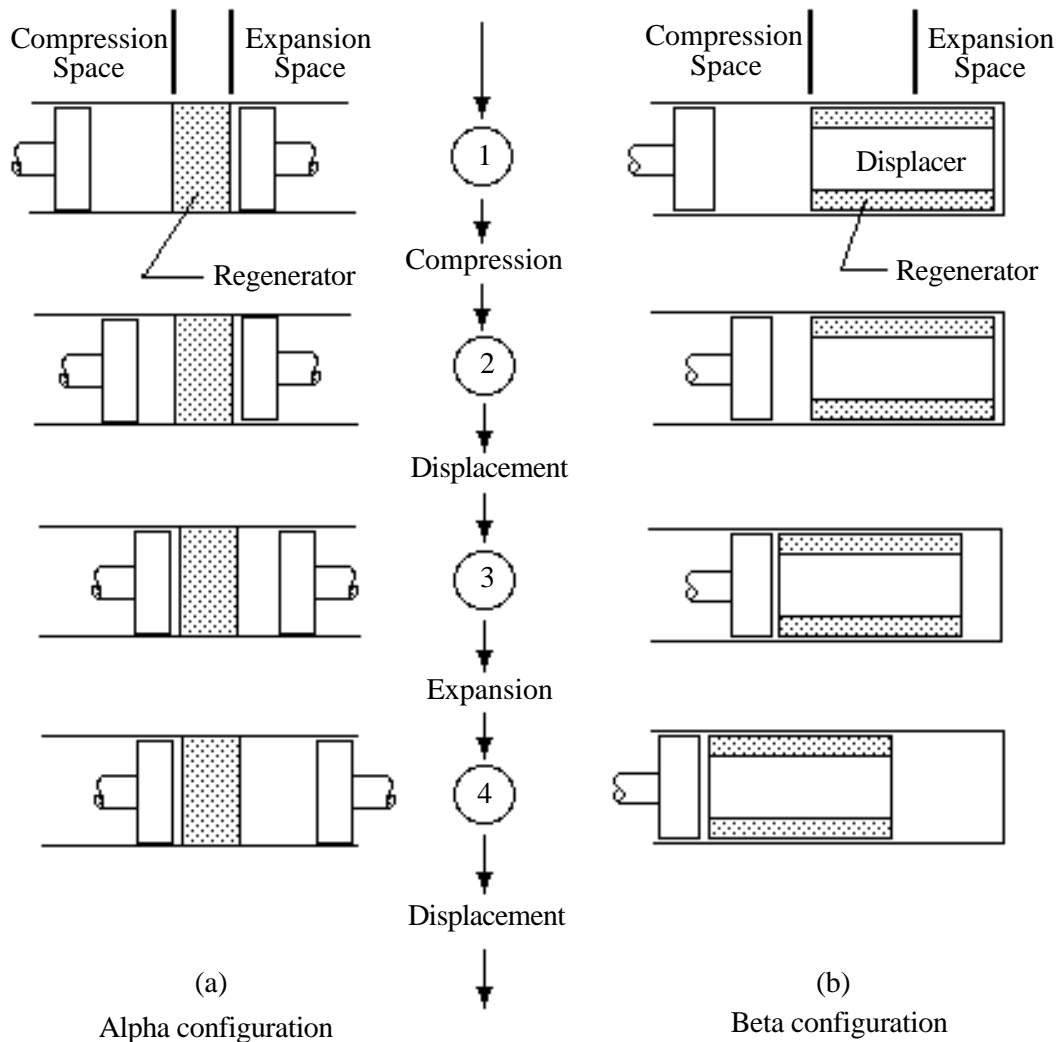 Compression
Space
Expansion
Space
Compression
Space
Expansion
Space
1
Displacer
Regenerator
Compression
Regenerator
2
Displacement
3
Expansion
4
Displacement
(a)
(b)
Alpha configuration
Beta configuration